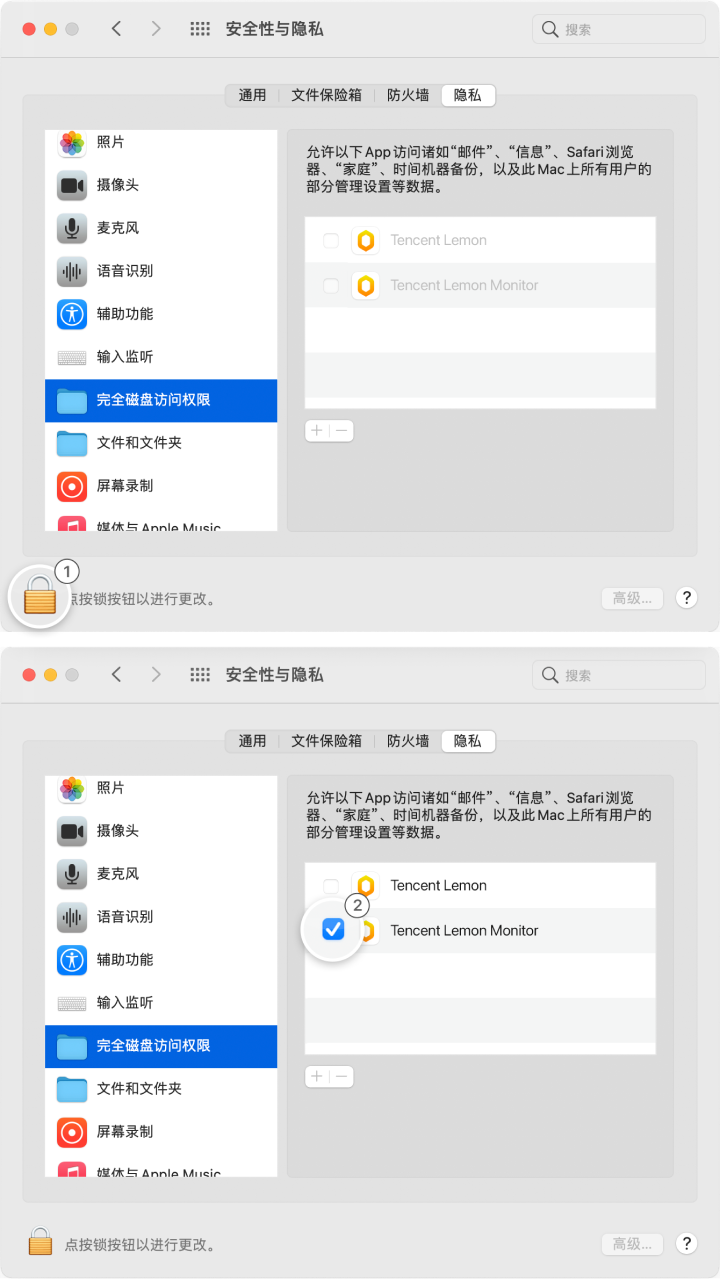 安全性与隐私
搜索
通用 文件保险箱 防火墙 隐私
照片
摄像头
麦克风
语音识别
辅助功能
输入监听
完全磁盘访问权限
文件和文件夹
屏幕录制
媒体与Apple Music
允许以下App访问诸如“邮件”、“信息”、Safari浏览
器、“家庭”、时间机器备份，以及此Mac上所有用户的
部分管理设置等数据。
Tencent Lemon
Tencent Lemon Monitor
1
点按锁按钮以进行更改。
高级...
?
安全性与隐私
搜索
通用 文件保险箱 防火墙 隐私
照片
摄像头
麦克风
语音识别
辅助功能
输入监听
完全磁盘访问权限
文件和文件夹
屏幕录制
媒体与Apple Music
允许以下App访问诸如“邮件”、“信息”、Safari浏览
器、“家庭”、时间机器备份，以及此Mac上所有用户的
部分管理设置等数据。
Tencent Lemon
2
Tencent Lemon Monitor
点按锁按钮以进行更改。
高级...
?